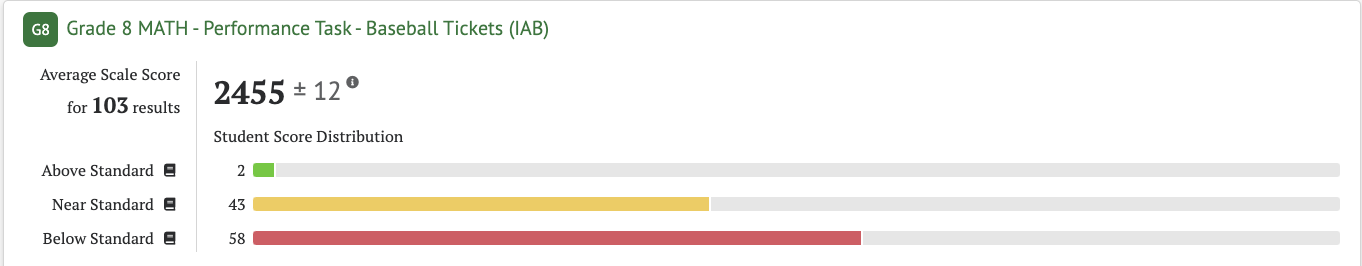 G8 Grade 8 MATH - Performance Task - Baseball Tickets (IAB)
Average Scale Score
for 103 results
2455 ± 12
Student Score Distribution
Above Standard 2
Near Standard 43
Below Standard 58